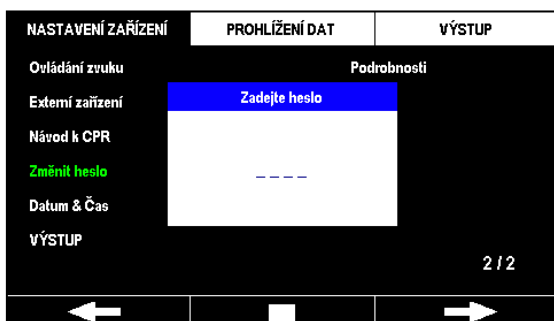 NASTAVENÍ ZAŘÍZENÍ PROHLÍŽENÍ DAT VÝSTUP
Ovládání zvuku Podrobnosti
Externí zařízení Zadejte heslo
Návod k CPR
Změnit heslo _ _ _ _
Datum & Čas
VÝSTUP
2 / 2